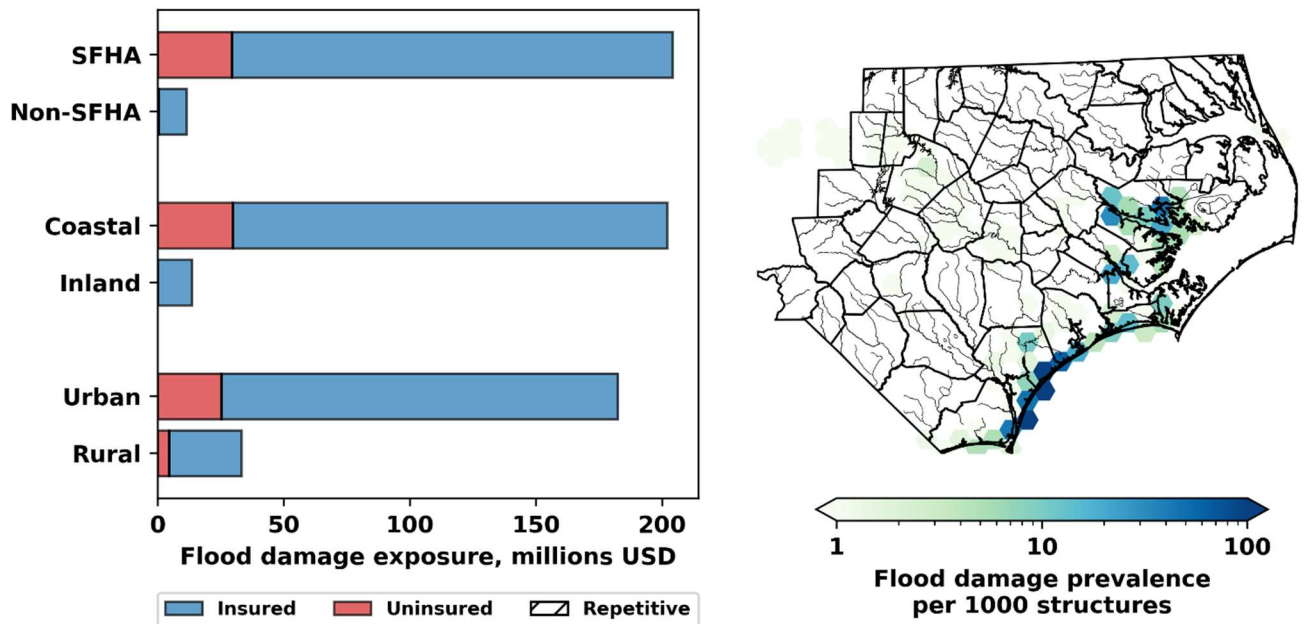 SFHA
Non-SFHA
Coastal
Inland
Urban
Rural
0 50 100 150 200
Flood damage exposure, millions USD
Insured Uninsured Repetitive
1 10 100
Flood damage prevalence
per 1000 structures